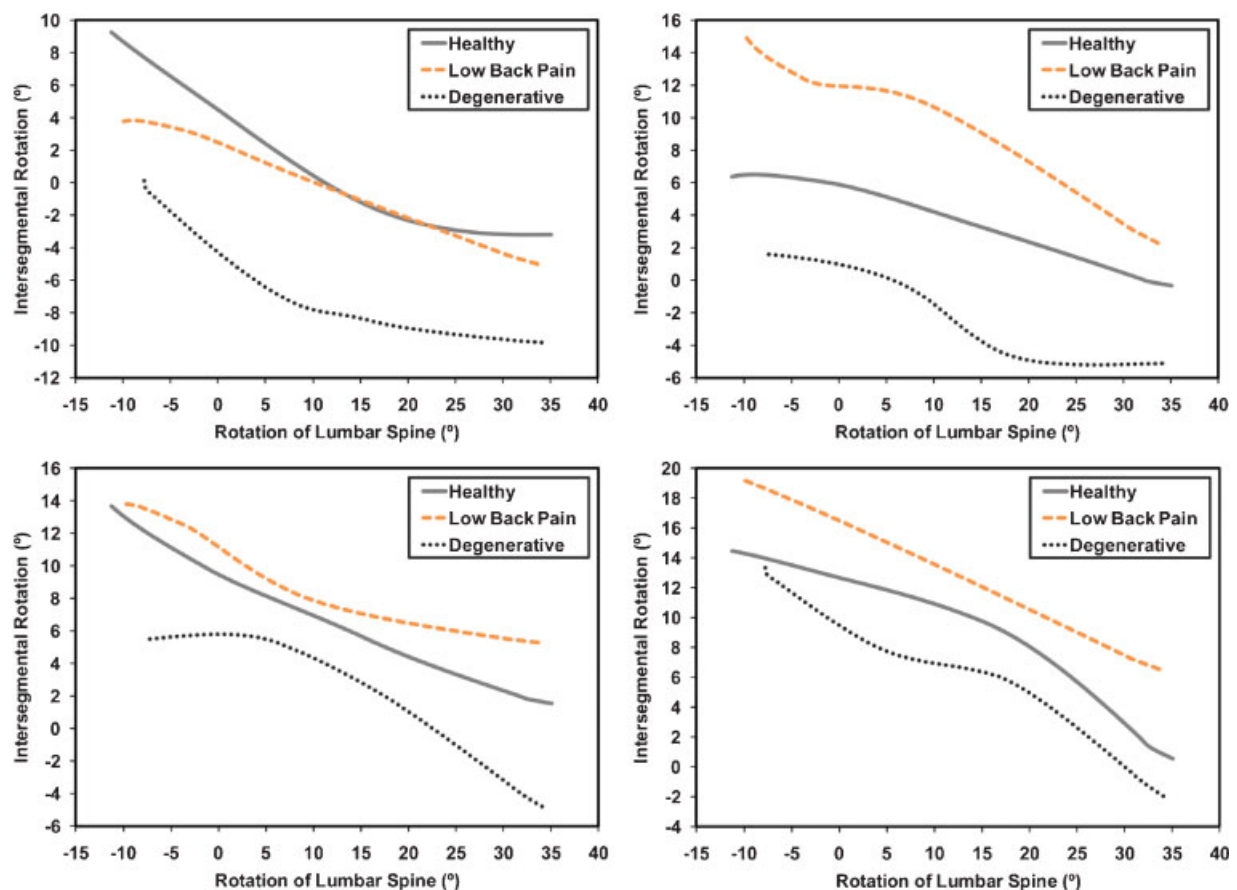 10
8
6
4
2
0
-2
-4
-6
-8
-10
-12
Intersegmental Rotation (º)
Healthy
Low Back Pain
Degenerative
-15 -10 -5 0 5 10 15 20 25 30 35 40
Rotation of Lumbar Spine (º)
16
14
12
10
8
6
4
2
0
-2
-4
-6
Intersegmental Rotation (º)
Healthy
Low Back Pain
Degenerative
-15 -10 -5 0 5 10 15 20 25 30 35 40
Rotation of Lumbar Spine (º)
16
14
12
10
8
6
4
2
0
-2
-4
-6
Intersegmental Rotation (º)
Healthy
Low Back Pain
Degenerative
-15 -10 -5 0 5 10 15 20 25 30 35 40
Rotation of Lumbar Spine (º)
20
18
16
14
12
10
8
6
4
2
0
-2
-4
Intersegmental Rotation (º)
Healthy
Low Back Pain
Degenerative
-15 -10 -5 0 5 10 15 20 25 30 35 40
Rotation of Lumbar Spine (º)